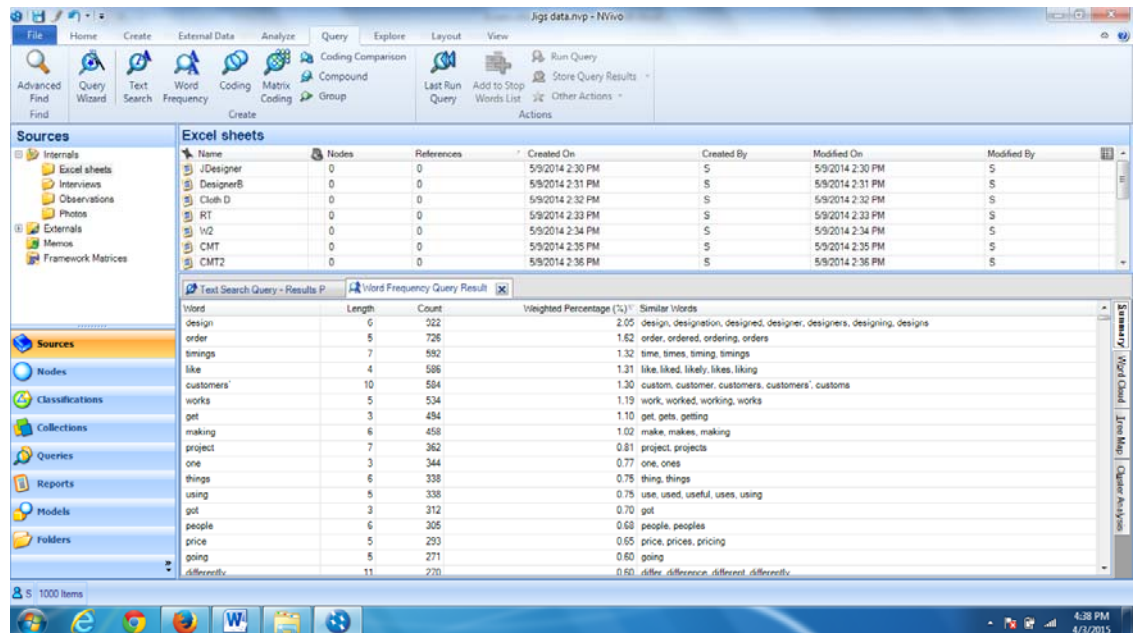 Jigs data.nvp - NVivo
File Home Create External Data Analyze Query Explore Layout View
Advanced Find
Query Wizard
Text Search
Word Frequency
Coding
Matrix Coding
Coding Comparison
Compound
Group
Last Run Query
Add to Stop Words List
Run Query
Store Query Results
Other Actions
Find Create Actions
Sources
Internals
Excel sheets
Interviews
Observations
Photos
Externals
Memos
Framework Matrices
Sources
Nodes
Classifications
Collections
Queries
Reports
Models
Folders
Excel sheets
Name Nodes References Created On Created By Modified On Modified By
JDesigner 0 0 5/9/2014 2:30 PM S 5/9/2014 2:30 PM S
DesignerB 0 0 5/9/2014 2:31 PM S 5/9/2014 2:31 PM S
Cloth D 0 0 5/9/2014 2:32 PM S 5/9/2014 2:32 PM S
RT 0 0 5/9/2014 2:33 PM S 5/9/2014 2:33 PM S
W2 0 0 5/9/2014 2:34 PM S 5/9/2014 2:34 PM S
CMT 0 0 5/9/2014 2:35 PM S 5/9/2014 2:35 PM S
CMT2 0 0 5/9/2014 2:36 PM S 5/9/2014 2:36 PM S
Text Search Query - Results P Word Frequency Query Result
Word Length Count Weighted Percentage (%) Similar Words
design 6 922 2.05 design, designation, designed, designer, designers, designing, designs
order 5 726 1.62 order, ordered, ordering, orders
timings 7 592 1.32 time, times, timing, timings
like 4 586 1.31 like, liked, likely, likes, liking
customers' 10 584 1.30 custom, customer, customers, customers', customs
works 5 534 1.19 work, worked, working, works
get 3 494 1.10 get, gets, getting
making 6 458 1.02 make, makes, making
project 7 362 0.81 project, projects
one 3 344 0.77 one, ones
things 6 338 0.75 thing, things
using 5 338 0.75 use, used, useful, uses, using
got 3 312 0.70 got
people 6 305 0.68 people, peoples
price 5 293 0.65 price, prices, pricing
going 5 271 0.60 going
differently 11 270 0.60 differ, difference, different, differently
Summary
Word Cloud
Tree Map
Cluster Analysis
S 1000 Items
4:38 PM
4/3/2015